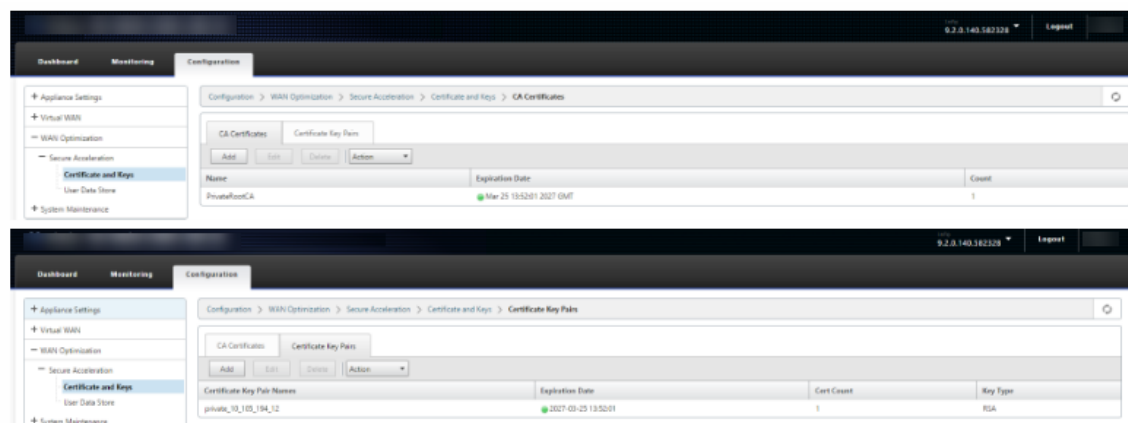 9.2.0.140.582328 Logout
Dashboard Monitoring Configuration
+ Appliance Settings
Configuration > WAN Optimization > Secure Acceleration > Certificate and Keys > CA Certificates
+ Virtual WAN
− WAN Optimization
CA Certificates Certificate Key Pairs
− Secure Acceleration
Add Edit Delete Action
Certificate and Keys
Name Expiration Date Count
User Data Store
PrivateRootCA Mar 25 13:52:01 2027 GMT 1
+ System Maintenance
9.2.0.140.582328 Logout
Dashboard Monitoring Configuration
+ Appliance Settings
Configuration > WAN Optimization > Secure Acceleration > Certificate and Keys > Certificate Key Pairs
+ Virtual WAN
− WAN Optimization
CA Certificates Certificate Key Pairs
− Secure Acceleration
Add Edit Delete Action
Certificate and Keys
Certificate Key Pair Names Expiration Date Cert Count Key Type
User Data Store
private_10_105_194_12 2027-03-25 13:52:01 1 RSA
+ System Maintenance